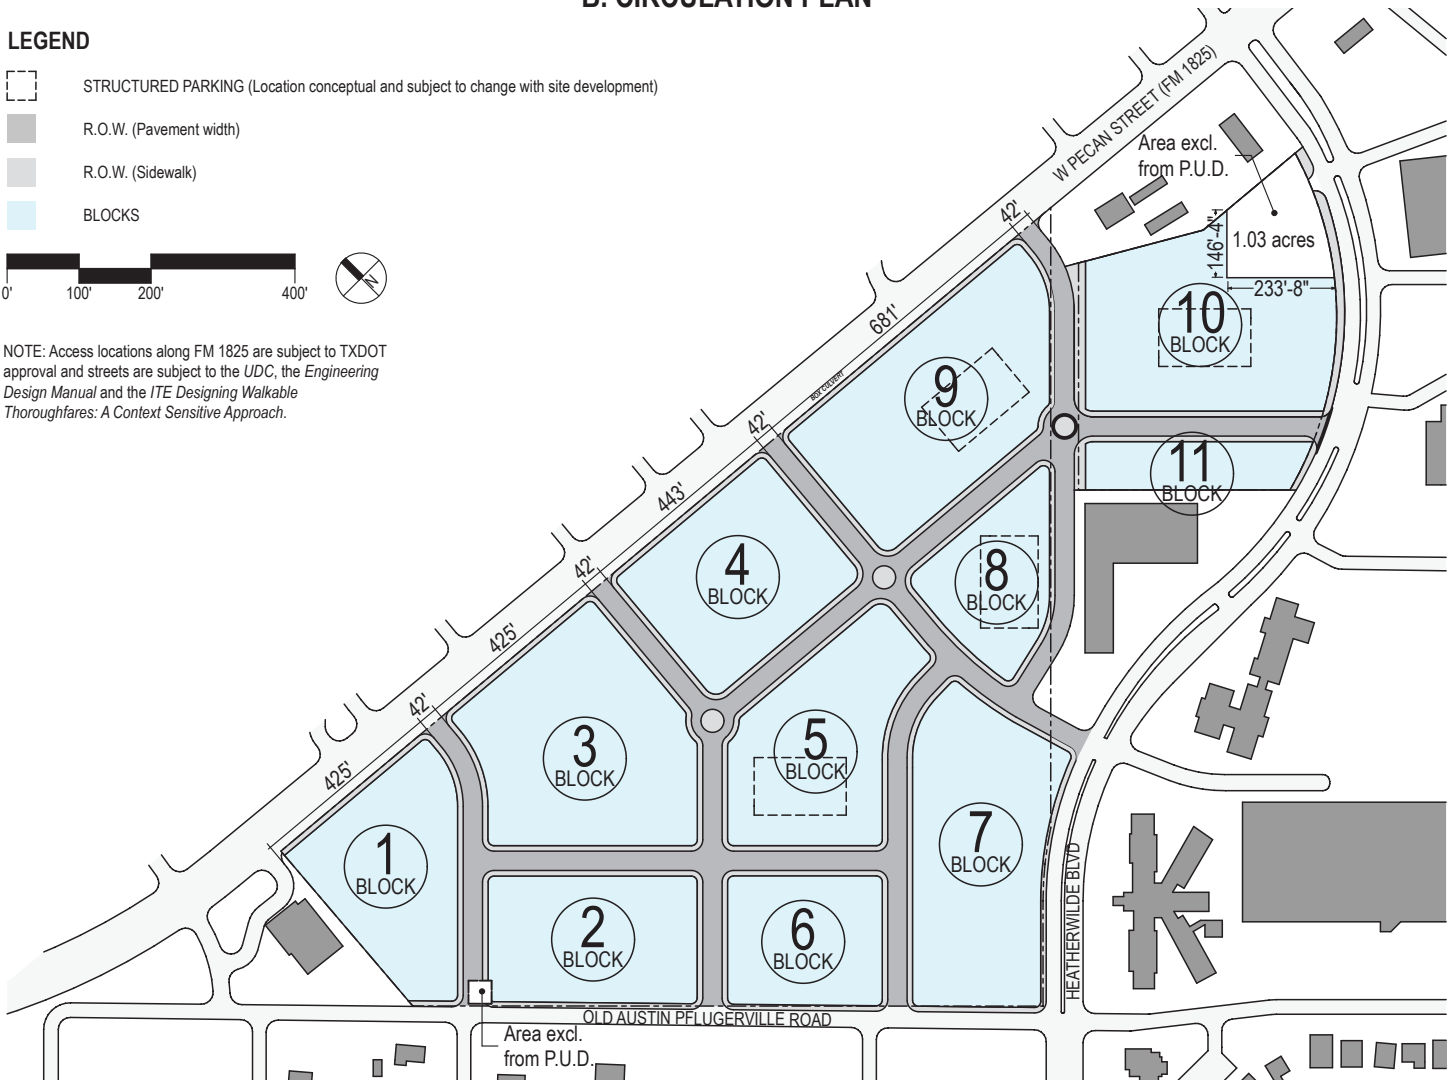 B. CIRCULATION PLAN
LEGEND
STRUCTURED PARKING (Location conceptual and subject to change with site development)
R.O.W. (Pavement width)
R.O.W. (Sidewalk)
BLOCKS
0' 100' 200' 400'
N
NOTE: Access locations along FM 1825 are subject to TXDOT
approval and streets are subject to the UDC, the Engineering
Design Manual and the ITE Designing Walkable
Thoroughfares: A Context Sensitive Approach.
W PECAN STREET (FM 1825)
Area excl.
from P.U.D.
1.03 acres
146'-4"
233'-8"
42'
681'
BOX CULVERT
42'
443'
42'
425'
42'
425'
10
BLOCK
9
BLOCK
11
BLOCK
4
BLOCK
8
BLOCK
3
BLOCK
5
BLOCK
7
BLOCK
1
BLOCK
2
BLOCK
6
BLOCK
HEATHERWILDE BLVD
OLD AUSTIN PFLUGERVILLE ROAD
Area excl.
from P.U.D.